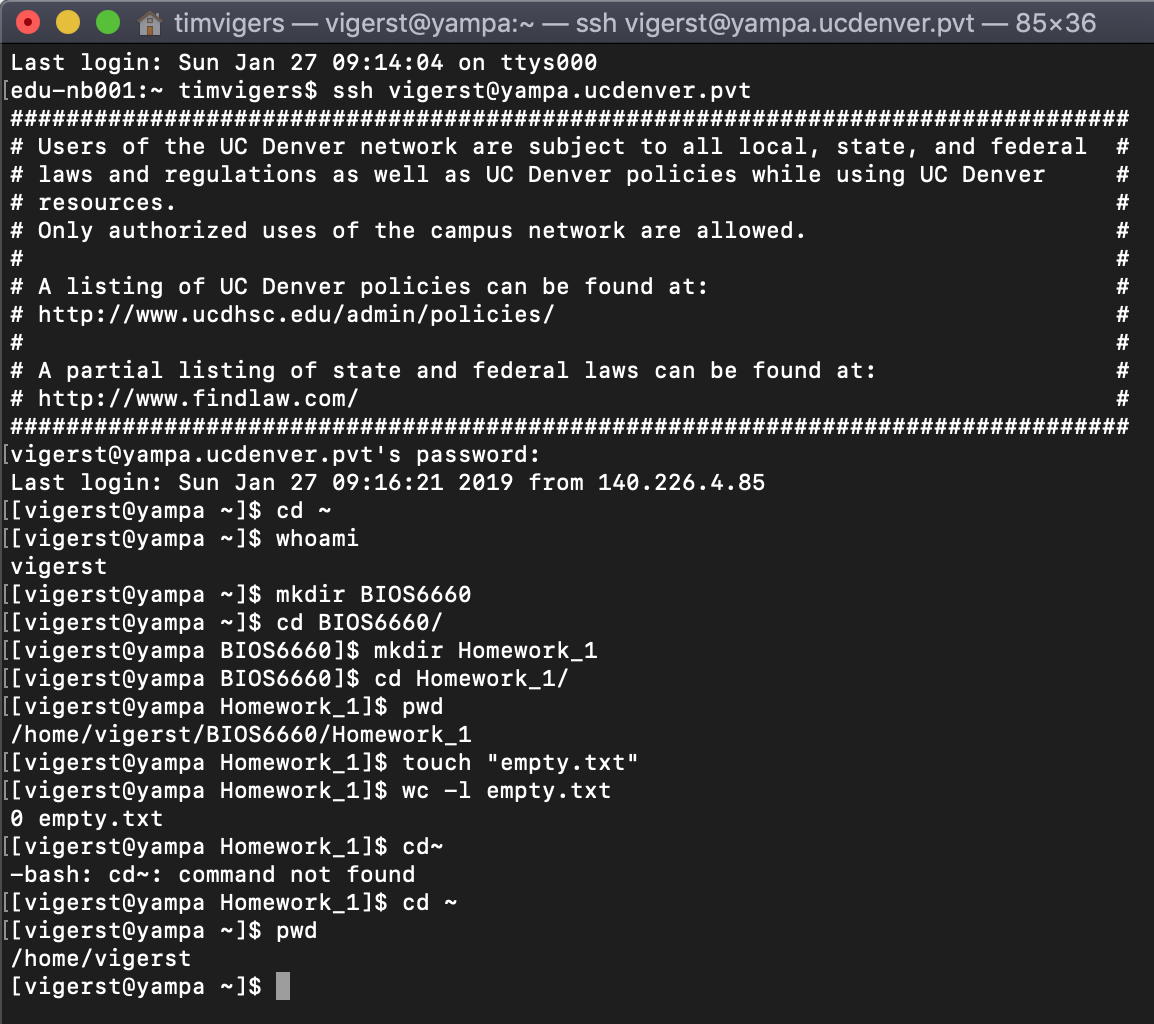 timvigers — vigerst@yampa:~ — ssh vigerst@yampa.ucdenver.pvt — 85×36
Last login: Sun Jan 27 09:14:04 on ttys000
[edu-nb001:~ timvigers$ ssh vigerst@yampa.ucdenver.pvt
################################################################################
# Users of the UC Denver network are subject to all local, state, and federal  #
# laws and regulations as well as UC Denver policies while using UC Denver     #
# resources.                                                                   #
# Only authorized uses of the campus network are allowed.                      #
#                                                                              #
# A listing of UC Denver policies can be found at:                             #
# http://www.ucdhsc.edu/admin/policies/                                        #
#                                                                              #
# A partial listing of state and federal laws can be found at:                 #
# http://www.findlaw.com/                                                      #
################################################################################
[vigerst@yampa.ucdenver.pvt's password:
Last login: Sun Jan 27 09:16:21 2019 from 140.226.4.85
[[vigerst@yampa ~]$ cd ~
[[vigerst@yampa ~]$ whoami
vigerst
[[vigerst@yampa ~]$ mkdir BIOS6660
[[vigerst@yampa ~]$ cd BIOS6660/
[[vigerst@yampa BIOS6660]$ mkdir Homework_1
[[vigerst@yampa BIOS6660]$ cd Homework_1/
[[vigerst@yampa Homework_1]$ pwd
/home/vigerst/BIOS6660/Homework_1
[[vigerst@yampa Homework_1]$ touch "empty.txt"
[[vigerst@yampa Homework_1]$ wc -l empty.txt
0 empty.txt
[[vigerst@yampa Homework_1]$ cd~
-bash: cd~: command not found
[[vigerst@yampa Homework_1]$ cd ~
[[vigerst@yampa ~]$ pwd
/home/vigerst
[vigerst@yampa ~]$